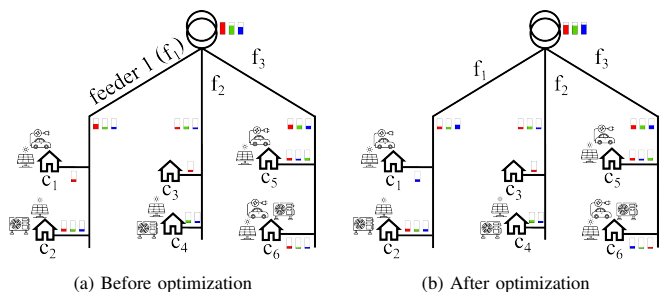 feeder 1 (f1)
f2
f3
c1
c2
c3
c4
c5
c6
(a) Before optimization
f1
f2
f3
c1
c2
c3
c4
c5
c6
(b) After optimization